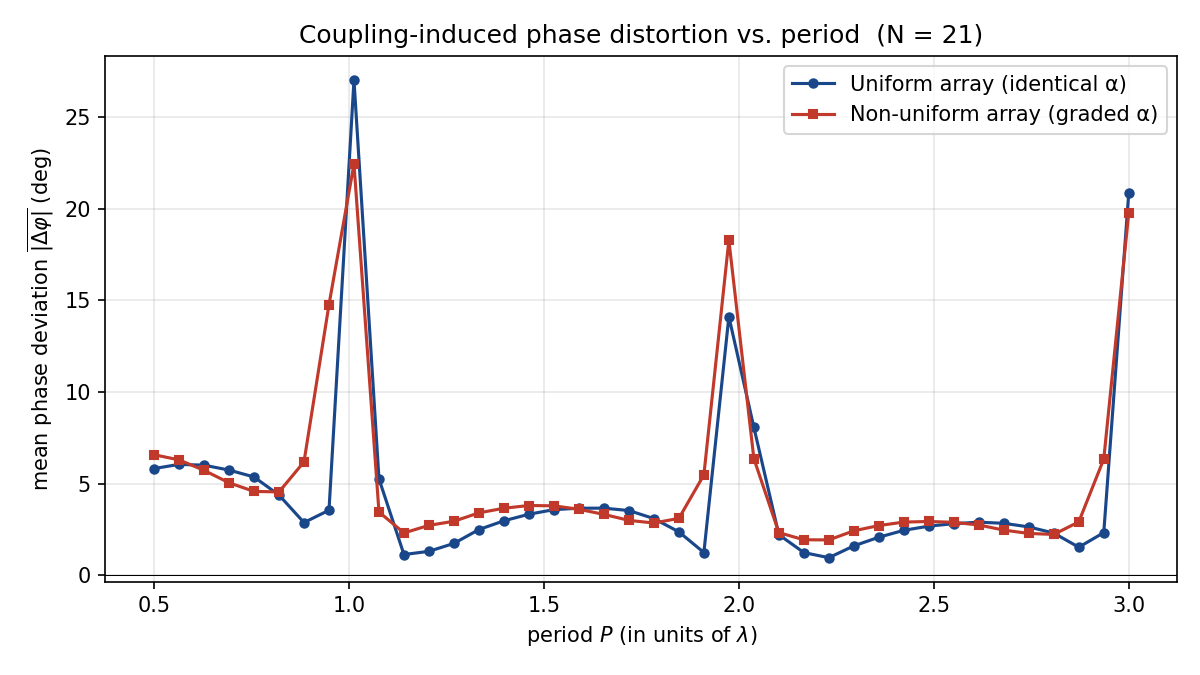 Coupling-induced phase distortion vs. period (N = 21)
Uniform array (identical α)
Non-uniform array (graded α)
mean phase deviation |Δφ| (deg)
25
20
15
10
5
0
0.5 1.0 1.5 2.0 2.5 3.0
period P (in units of λ)